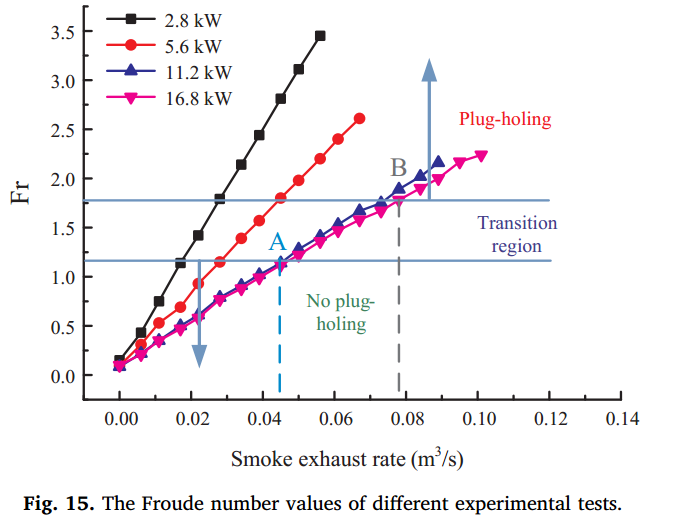 2.8 kW
5.6 kW
11.2 kW
16.8 kW
Plug-holing
B
Transition
region
A
No plug-
holing
Fr
3.5
3.0
2.5
2.0
1.5
1.0
0.5
0.0
0.00 0.02 0.04 0.06 0.08 0.10 0.12 0.14
Smoke exhaust rate (m³/s)
Fig. 15. The Froude number values of different experimental tests.